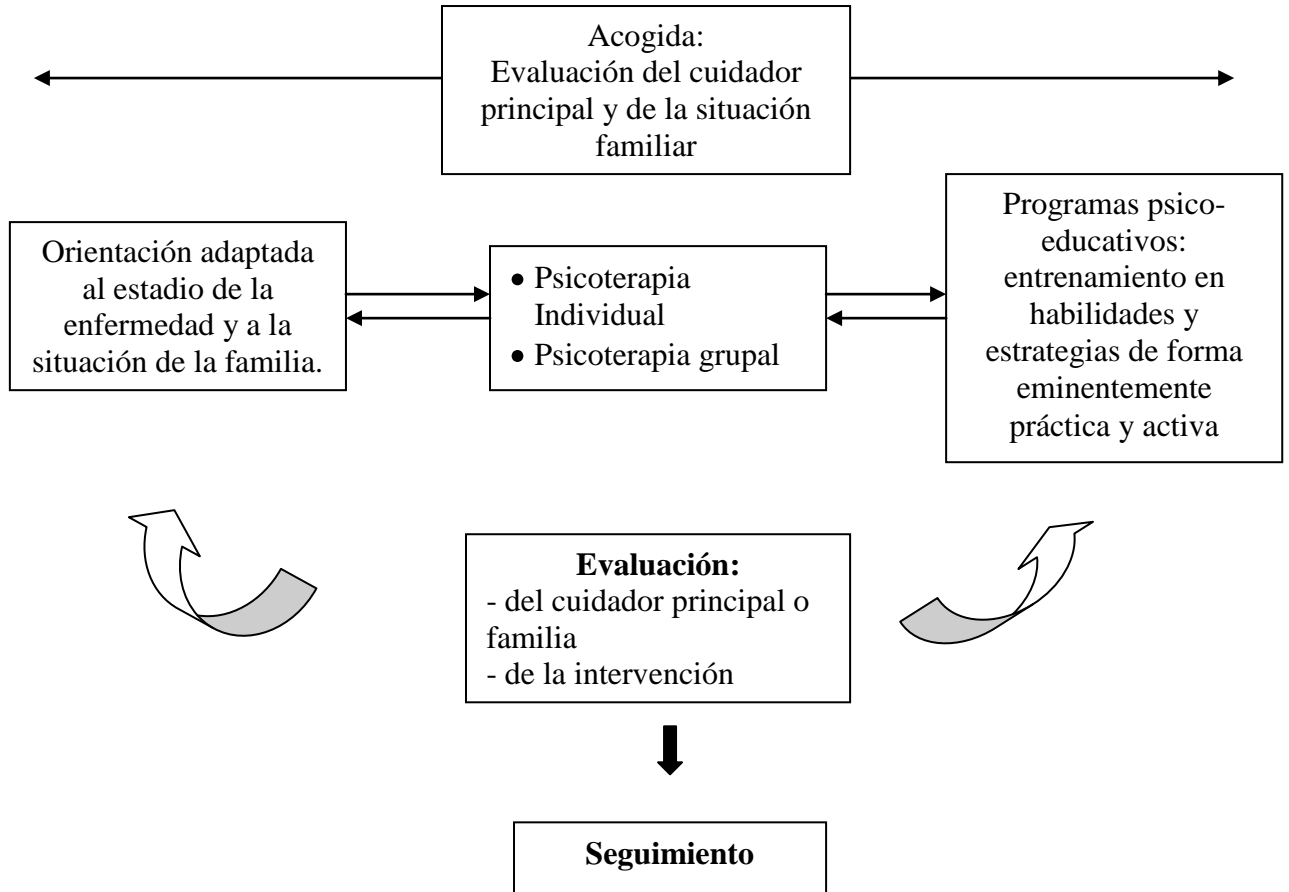 Acogida:
Evaluación del cuidador
principal y de la situación
familiar
Orientación adaptada
al estadio de la
enfermedad y a la
situación de la familia.
• Psicoterapia
Individual
• Psicoterapia grupal
Programas psico-
educativos:
entrenamiento en
habilidades y
estrategias de forma
eminentemente
práctica y activa
Evaluación:
- del cuidador principal o
familia
- de la intervención
Seguimiento